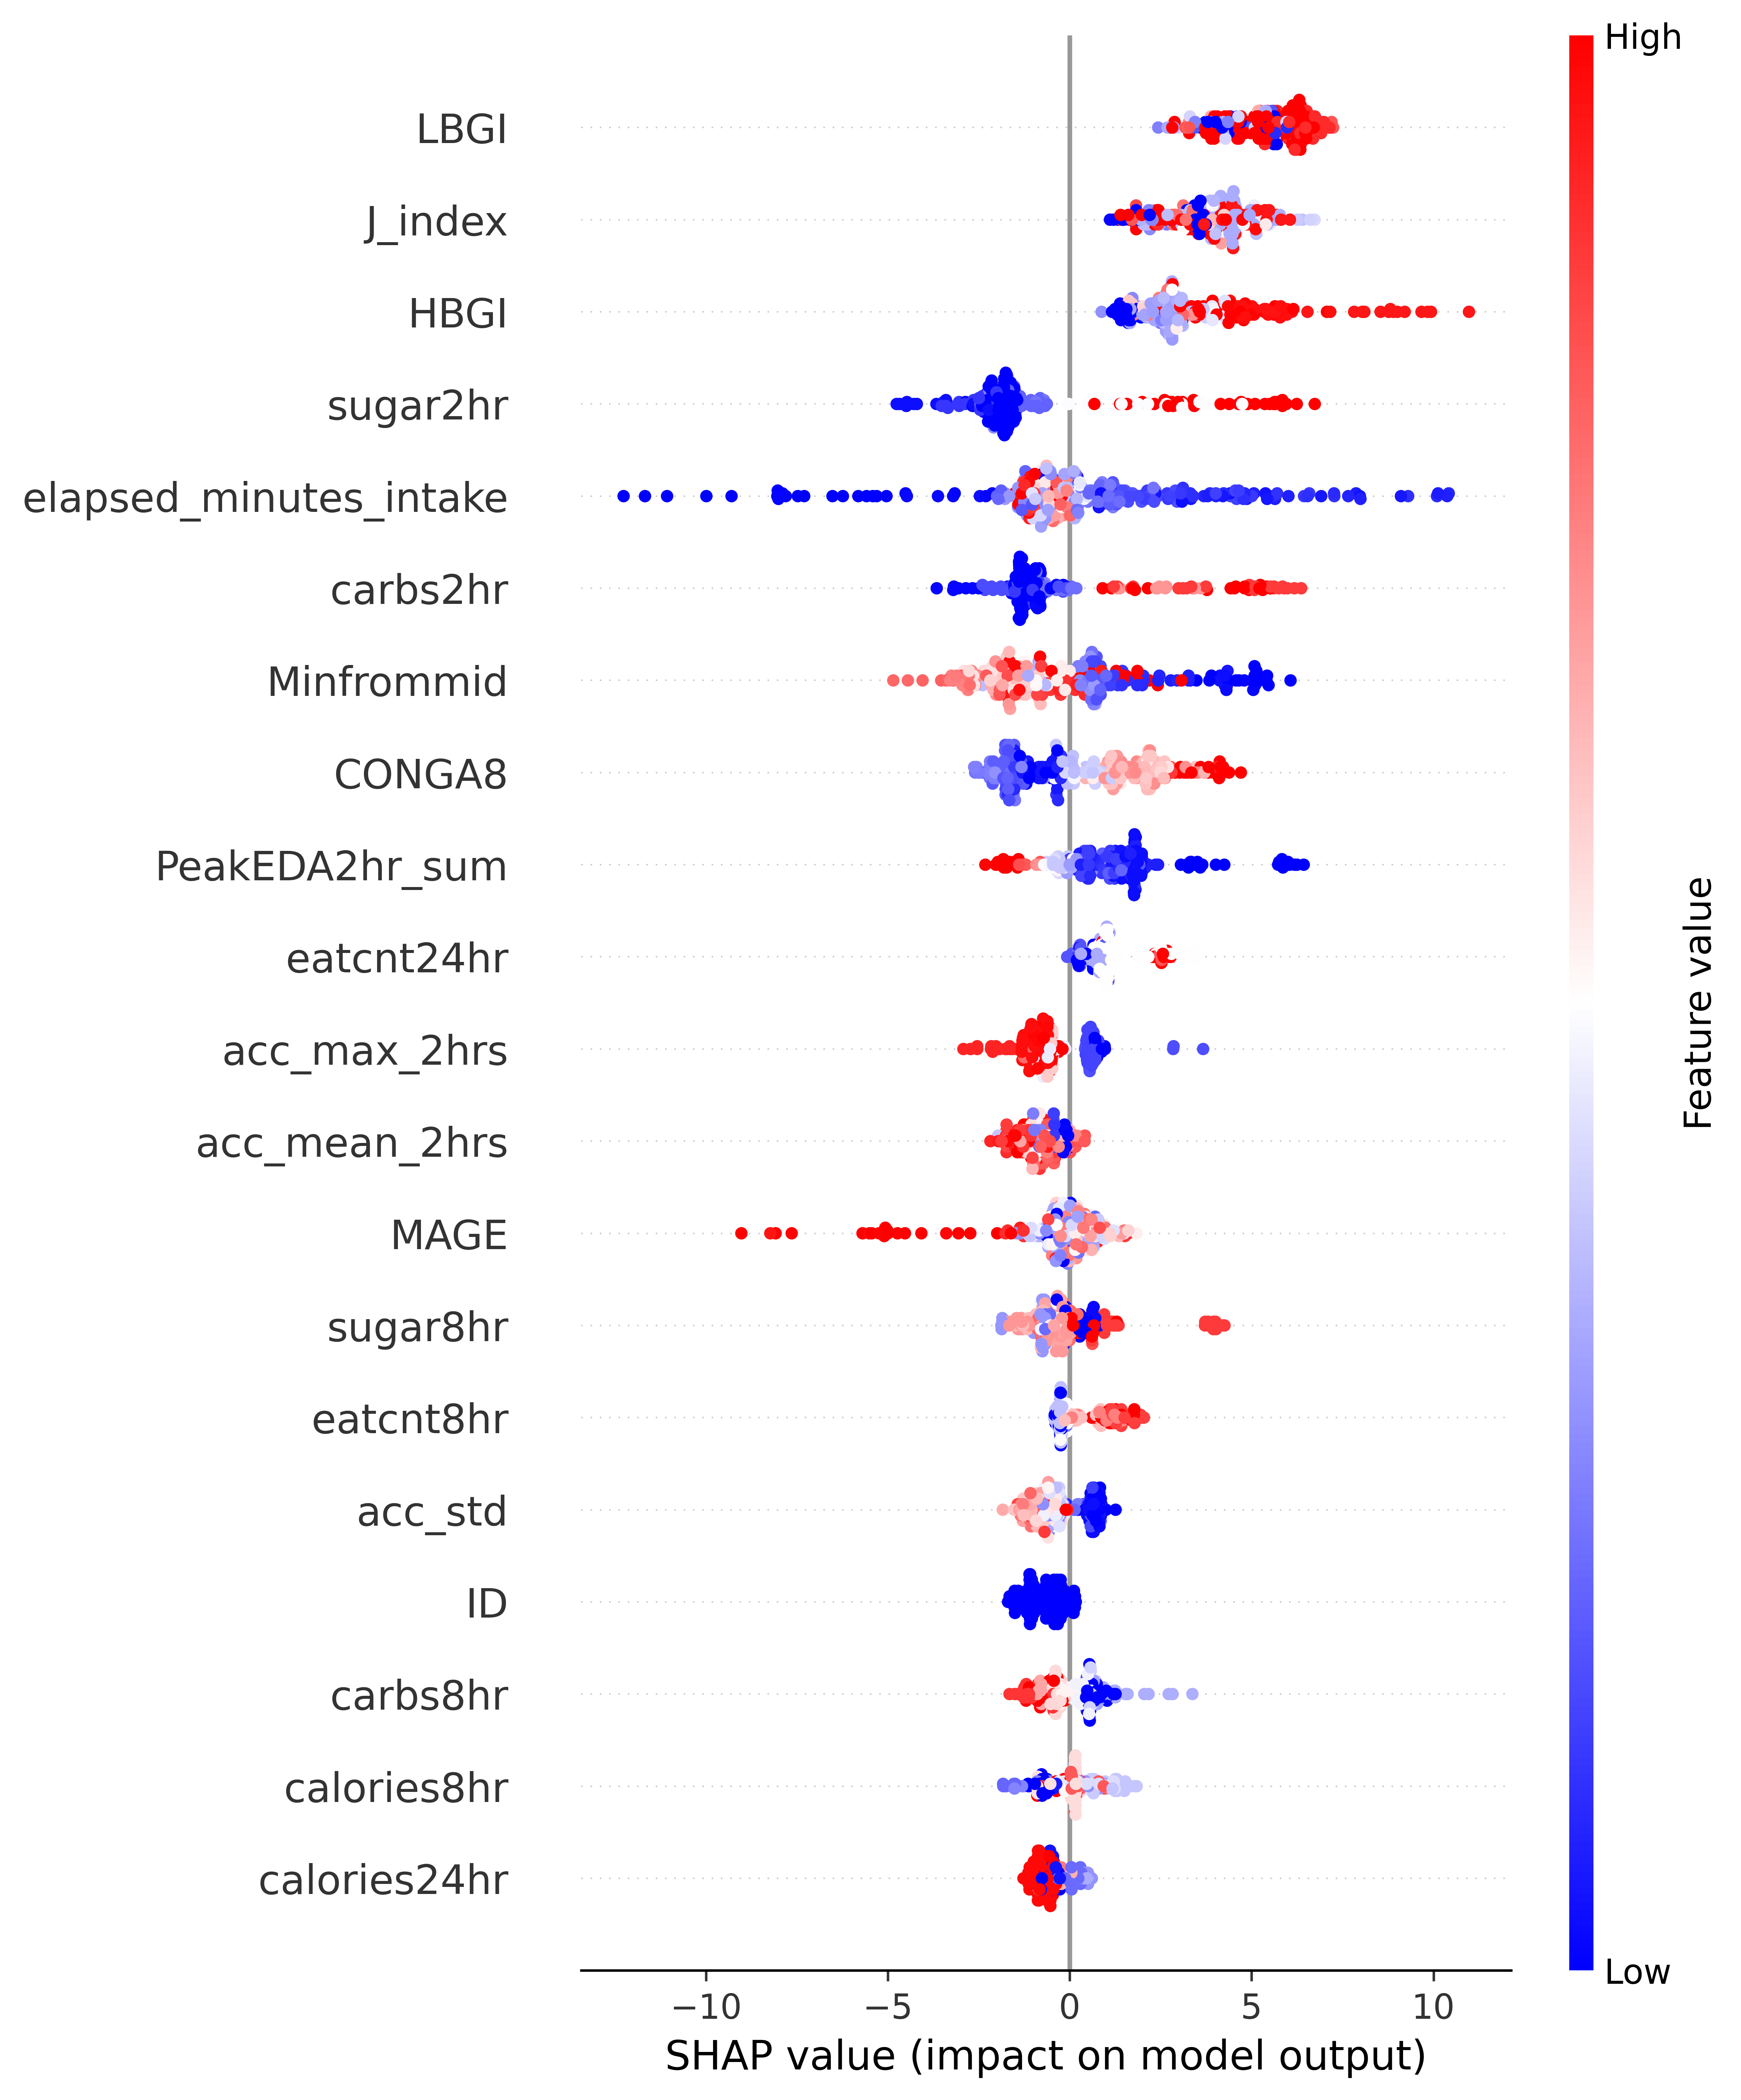 High
LBGI
J_index
HBGI
sugar2hr
elapsed_minutes_intake
carbs2hr
Minfrommid
CONGA8
PeakEDA2hr_sum
eatcnt24hr
acc_max_2hrs
acc_mean_2hrs
MAGE
sugar8hr
eatcnt8hr
acc_std
ID
carbs8hr
calories8hr
calories24hr
Feature value
Low
−10 −5 0 5 10
SHAP value (impact on model output)